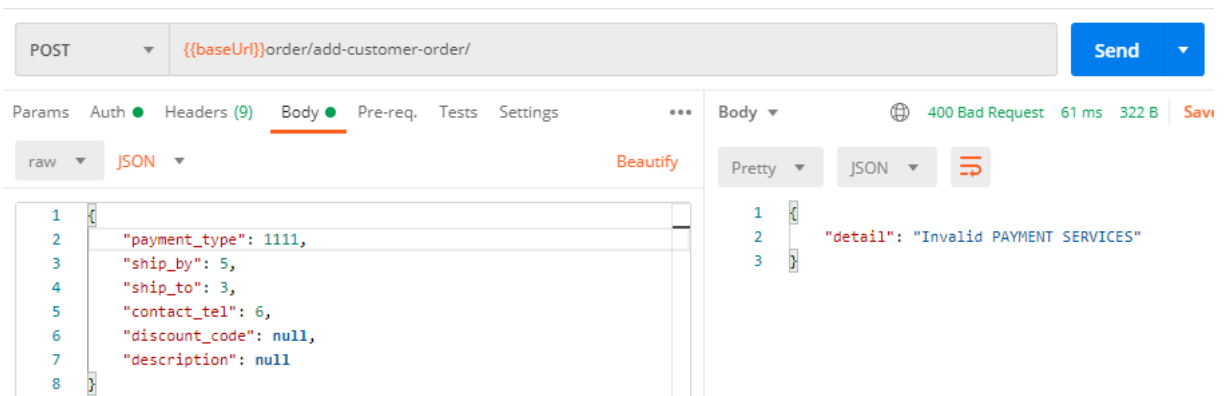 POST {{baseUrl}}order/add-customer-order/ Send
Params Auth Headers (9) Body Pre-req. Tests Settings ••• Body 400 Bad Request 61 ms 322 B Save
raw JSON Beautify Pretty JSON
1 {
2 "payment_type": 1111,
3 "ship_by": 5,
4 "ship_to": 3,
5 "contact_tel": 6,
6 "discount_code": null,
7 "description": null
8 }
1 {
2 "detail": "Invalid PAYMENT SERVICES"
3 }